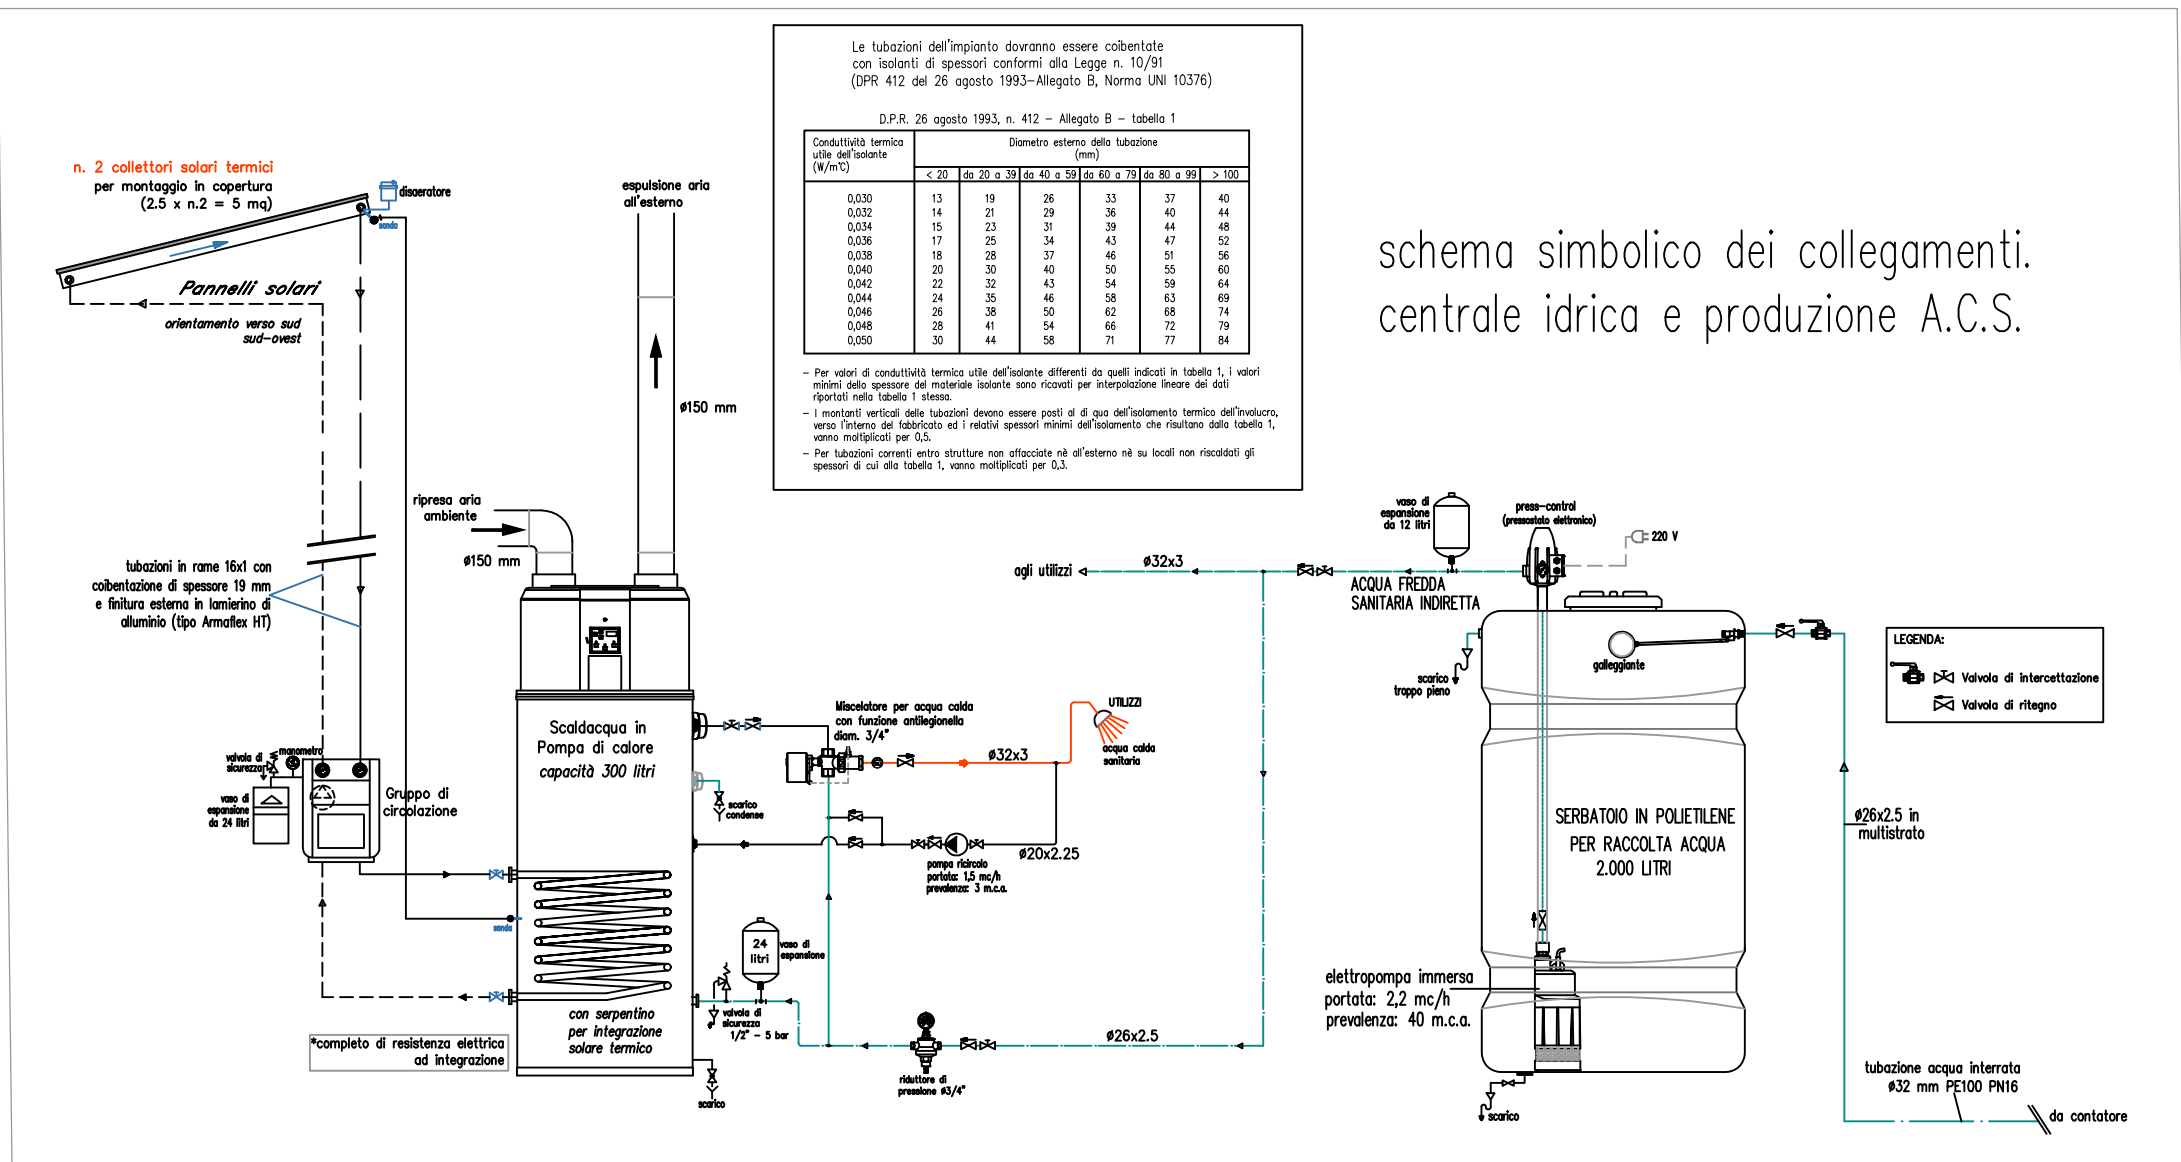 Le tubazioni dell'impianto dovranno essere coibentate
con isolanti di spessori conformi alla Legge n. 10/91
(DPR 412 del 26 agosto 1993-Allegato B, Norma UNI 10376)
D.P.R. 26 agosto 1993, n. 412 - Allegato B - tabella 1
Conduttività termica
utile dell'isolante
(W/m°C)
Diametro esterno della tubazione
(mm)
< 20 da 20 a 39 da 40 a 59 da 60 a 79 da 80 a 99 > 100
0,030 13 19 26 33 37 40
0,032 14 21 29 36 40 44
0,034 15 23 31 39 44 48
0,036 17 25 34 43 47 52
0,038 18 28 37 46 51 56
0,040 20 30 40 50 55 60
0,042 22 32 43 54 59 64
0,044 24 35 46 58 63 69
0,046 26 38 50 62 68 74
0,048 28 41 54 66 72 79
0,050 30 44 58 71 77 84
- Per valori di conduttività termica utile dell'isolante differenti da quelli indicati in tabella 1, i valori
minimi dello spessore del materiale isolante sono ricavati per interpolazione lineare dei dati
riportati nella tabella 1 stessa.
- I montanti verticali delle tubazioni devono essere posti al di qua dell'isolamento termico dell'involucro,
verso l'interno del fabbricato ed i relativi spessori minimi dell'isolamento che risultano dalla tabella 1,
vanno moltiplicati per 0,5.
- Per tubazioni correnti entro strutture non affacciate nè all'esterno nè su locali non riscaldati gli
spessori di cui alla tabella 1, vanno moltiplicati per 0,3.
schema simbolico dei collegamenti.
centrale idrica e produzione A.C.S.
n. 2 collettori solari termici
per montaggio in copertura
(2.5 x n.2 = 5 mq)
disaeratore
sonda
Pannelli solari
orientamento verso sud
sud-ovest
espulsione aria
all'esterno
ø150 mm
ripresa aria
ambiente
ø150 mm
tubazioni in rame 16x1 con
coibentazione di spessore 19 mm
e finitura esterna in lamierino di
alluminio (tipo Armaflex HT)
valvola di
sicurezza
manometro
vaso di
espansione
da 24 litri
Gruppo di
circolazione
Scaldacqua in
Pompa di calore
capacità 300 litri
sonda
con serpentino
per integrazione
solare termico
*completo di resistenza elettrica
ad integrazione
Miscelatore per acqua calda
con funzione antilegionella
diam. 3/4"
scarico
condense
ø32x3
UTILIZZI
acqua calda
sanitaria
pompa ricircolo
portata: 1,5 mc/h
prevalenza: 3 m.c.a.
ø20x2.25
24
litri
vaso di
espansione
valvola di
sicurezza
1/2" - 5 bar
scarico
riduttore di
pressione ø3/4"
ø26x2.5
agli utilizzi
ø32x3
vaso di
espansione
da 12 litri
press-control
(pressostato elettronico)
220 V
ACQUA FREDDA
SANITARIA INDIRETTA
scarico
troppo pieno
galleggiante
SERBATOIO IN POLIETILENE
PER RACCOLTA ACQUA
2.000 LITRI
elettropompa immersa
portata: 2,2 mc/h
prevalenza: 40 m.c.a.
scarico
LEGENDA:
Valvola di intercettazione
Valvola di ritegno
ø26x2.5 in
multistrato
tubazione acqua interrata
ø32 mm PE100 PN16
da contatore